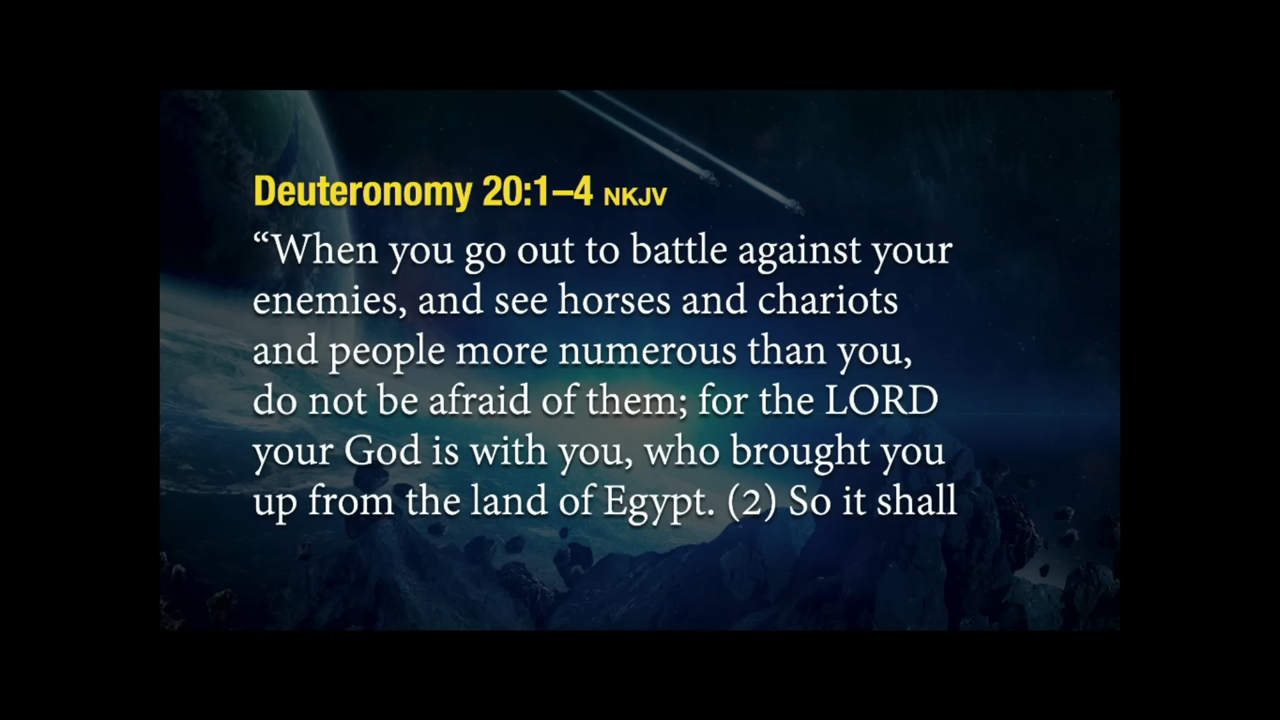 Deuteronomy 20:1–4 NKJV
“When you go out to battle against your
enemies, and see horses and chariots
and people more numerous than you,
do not be afraid of them; for the LORD
your God is with you, who brought you
up from the land of Egypt. (2) So it shall